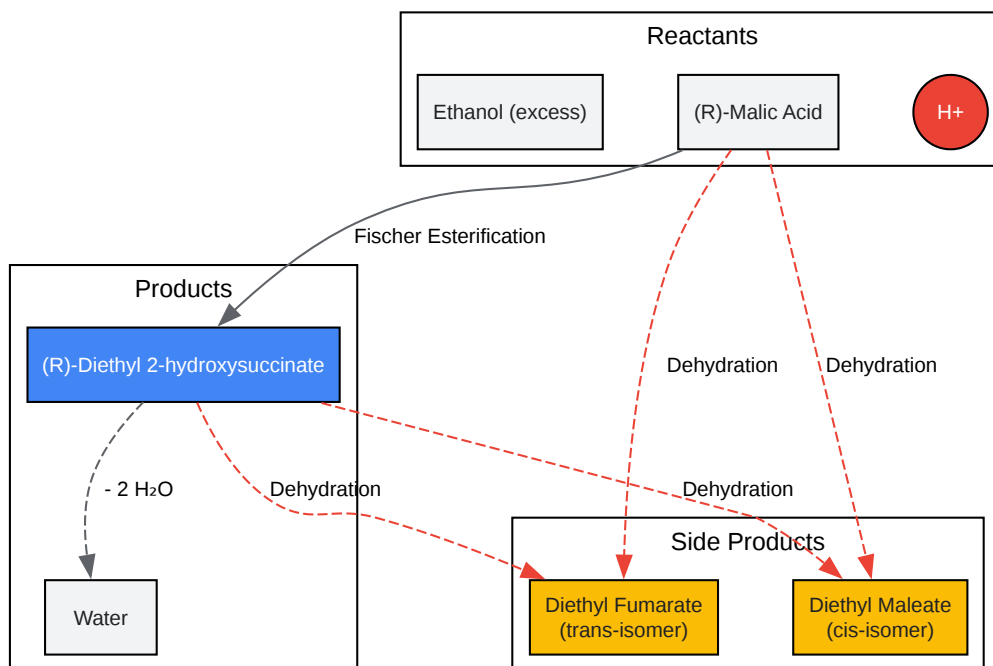 Reactants
Ethanol (excess)
(R)-Malic Acid
H+
Fischer Esterification
Products
(R)-Diethyl 2-hydroxysuccinate
Dehydration
Dehydration
- 2 H₂O
Dehydration
Dehydration
Side Products
Water
Diethyl Fumarate
(trans-isomer)
Diethyl Maleate
(cis-isomer)